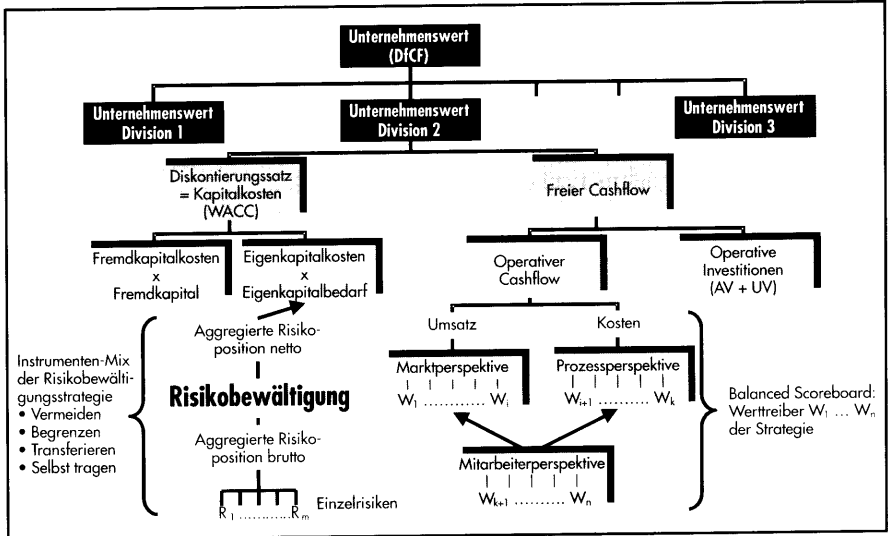 Unternehmenswert
(DfCF)
Unternehmenswert
Division 1
Unternehmenswert
Division 2
Unternehmenswert
Division 3
Diskontierungssatz
= Kapitalkosten
(WACC)
Freier Cashflow
Fremdkapitalkosten
x
Fremdkapital
Eigenkapitalkosten
x
Eigenkapitalbedarf
Operativer
Cashflow
Operative
Investitionen
(AV + UV)
Umsatz
Kosten
Instrumenten-Mix
der Risikobewälti-
gungsstrategie
• Vermeiden
• Begrenzen
• Transferieren
• Selbst tragen
Aggregierte Risiko-
position netto
Risikobewältigung
Aggregierte Risiko-
position brutto
R1 ........... Rm
Einzelrisiken
Marktperspektive
W1 ........... Wi
Prozessperspektive
Wi+1 .......... Wk
Mitarbeiterperspektive
Wk+1 ......... Wn
Balanced Scoreboard:
Werttreiber W1 ... Wn
der Strategie